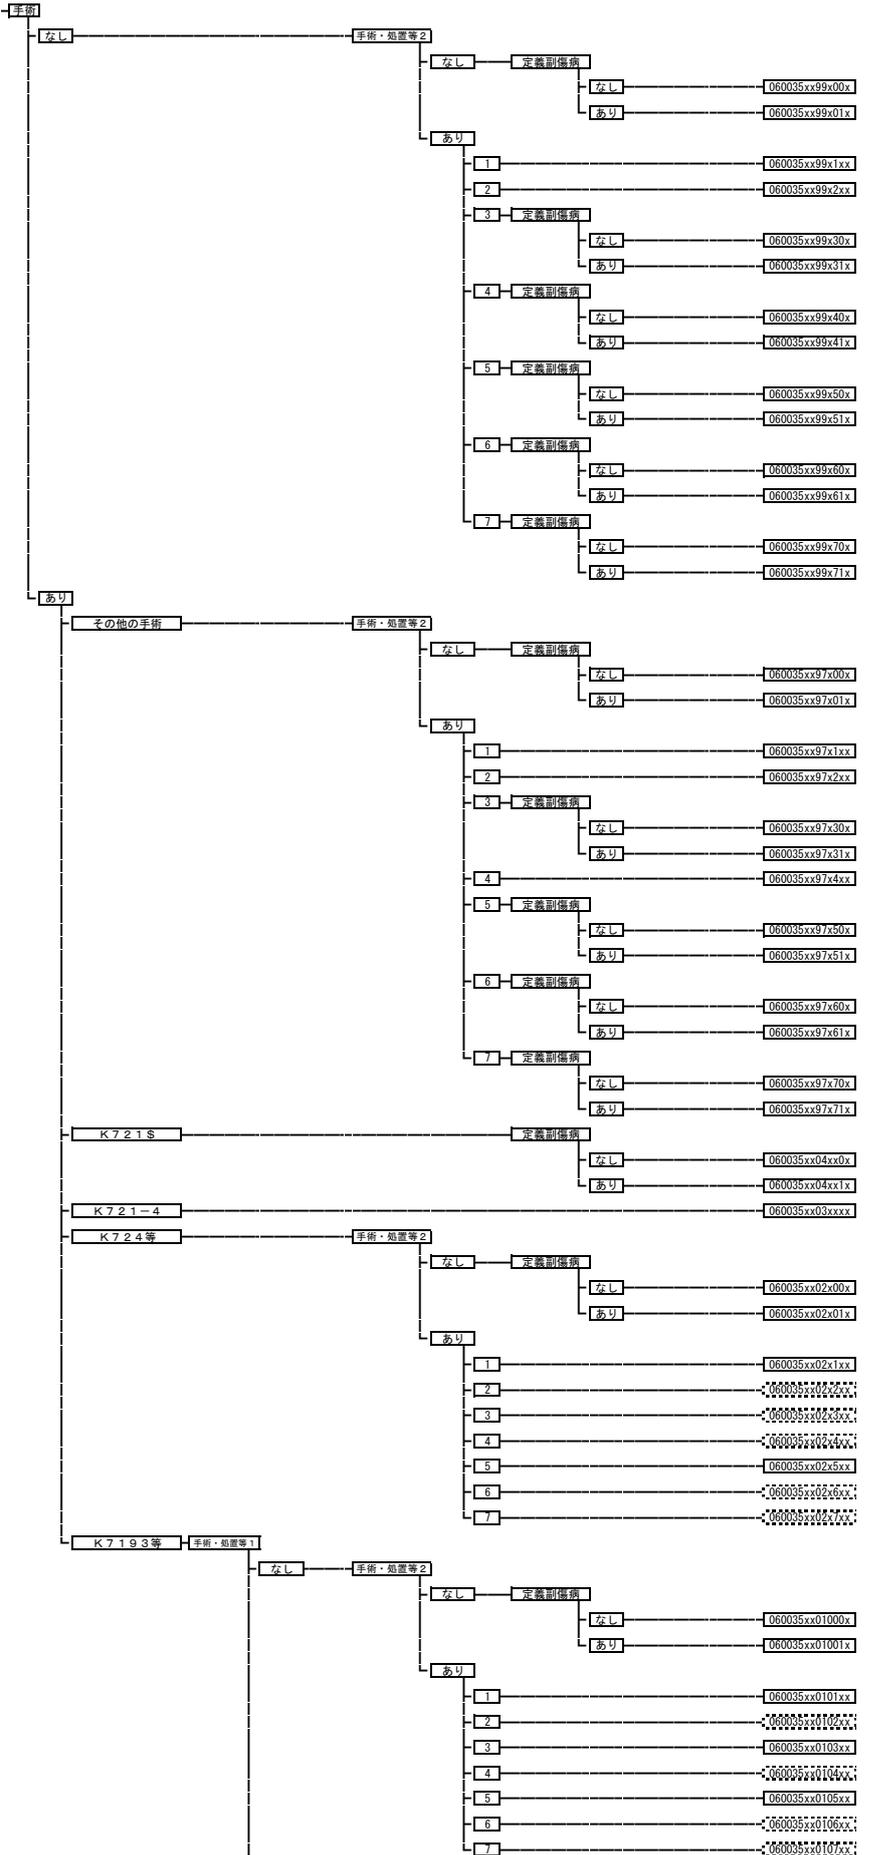 手術
なし 手術・処置等2
なし 定義副傷病
なし 060035xx99x00x
あり 060035xx99x01x
あり
1 060035xx99x1xx
2 060035xx99x2xx
3 定義副傷病
なし 060035xx99x30x
あり 060035xx99x31x
4 定義副傷病
なし 060035xx99x40x
あり 060035xx99x41x
5 定義副傷病
なし 060035xx99x50x
あり 060035xx99x51x
6 定義副傷病
なし 060035xx99x60x
あり 060035xx99x61x
7 定義副傷病
なし 060035xx99x70x
あり 060035xx99x71x
あり
その他の手術 手術・処置等2
なし 定義副傷病
なし 060035xx97x00x
あり 060035xx97x01x
あり
1 060035xx97x1xx
2 060035xx97x2xx
3 定義副傷病
なし 060035xx97x30x
あり 060035xx97x31x
4 060035xx97x4xx
5 定義副傷病
なし 060035xx97x50x
あり 060035xx97x51x
6 定義副傷病
なし 060035xx97x60x
あり 060035xx97x61x
7 定義副傷病
なし 060035xx97x70x
あり 060035xx97x71x
K721$ 定義副傷病
なし 060035xx04xx0x
あり 060035xx04xx1x
K721-4 060035xx03xxxx
K724等 手術・処置等2
なし 定義副傷病
なし 060035xx02x00x
あり 060035xx02x01x
あり
1 060035xx02x1xx
2 060035xx02x2xx
3 060035xx02x3xx
4 060035xx02x4xx
5 060035xx02x5xx
6 060035xx02x6xx
7 060035xx02x7xx
K7193等 手術・処置等1
なし 手術・処置等2
なし 定義副傷病
なし 060035xx01000x
あり 060035xx01001x
あり
1 060035xx0101xx
2 060035xx0102xx
3 060035xx0103xx
4 060035xx0104xx
5 060035xx0105xx
6 060035xx0106xx
7 060035xx0107xx